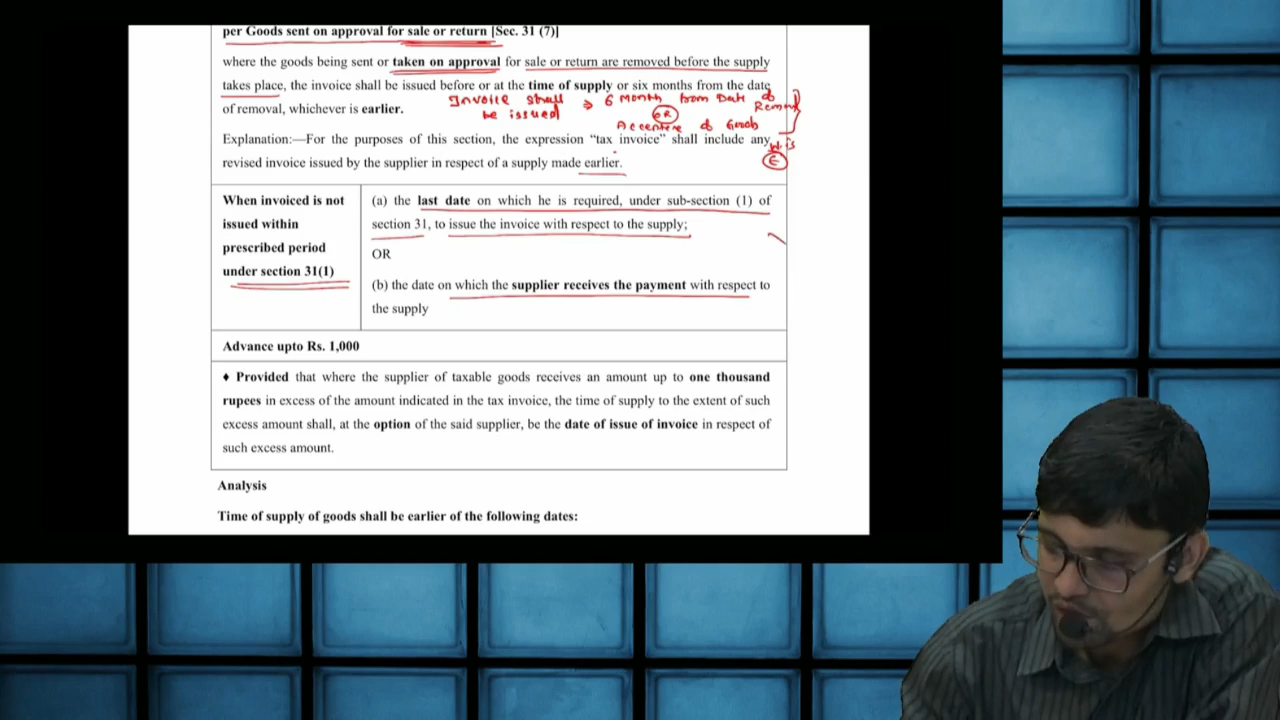 per Goods sent on approval for sale or return [Sec. 31 (7)]
where the goods being sent or taken on approval for sale or return are removed before the supply
takes place, the invoice shall be issued before or at the time of supply or six months from the date
of removal, whichever is earlier.
Invoice shall be issued → 6 Month from Date of Removal
OR
Acceptance of Goods
w.is
E
Explanation:—For the purposes of this section, the expression “tax invoice” shall include any
revised invoice issued by the supplier in respect of a supply made earlier.
When invoiced is not
issued within
prescribed period
under section 31(1)
(a) the last date on which he is required, under sub-section (1) of
section 31, to issue the invoice with respect to the supply;
OR
(b) the date on which the supplier receives the payment with respect to
the supply
Advance upto Rs. 1,000
♦ Provided that where the supplier of taxable goods receives an amount up to one thousand
rupees in excess of the amount indicated in the tax invoice, the time of supply to the extent of such
excess amount shall, at the option of the said supplier, be the date of issue of invoice in respect of
such excess amount.
Analysis
Time of supply of goods shall be earlier of the following dates: